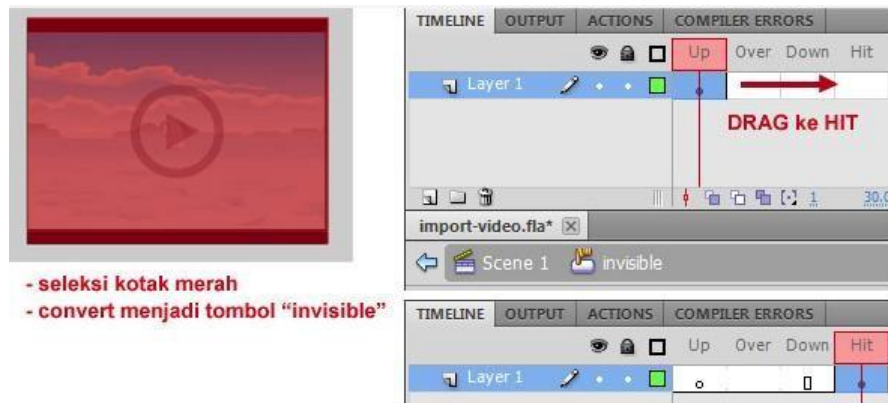 - seleksi kotak merah
- convert menjadi tombol “invisible”
TIMELINE OUTPUT ACTIONS COMPILER ERRORS
Up Over Down Hit
Layer 1
DRAG ke HIT
1 30.0
import-video.fla*
Scene 1 invisible
TIMELINE OUTPUT ACTIONS COMPILER ERRORS
Up Over Down Hit
Layer 1